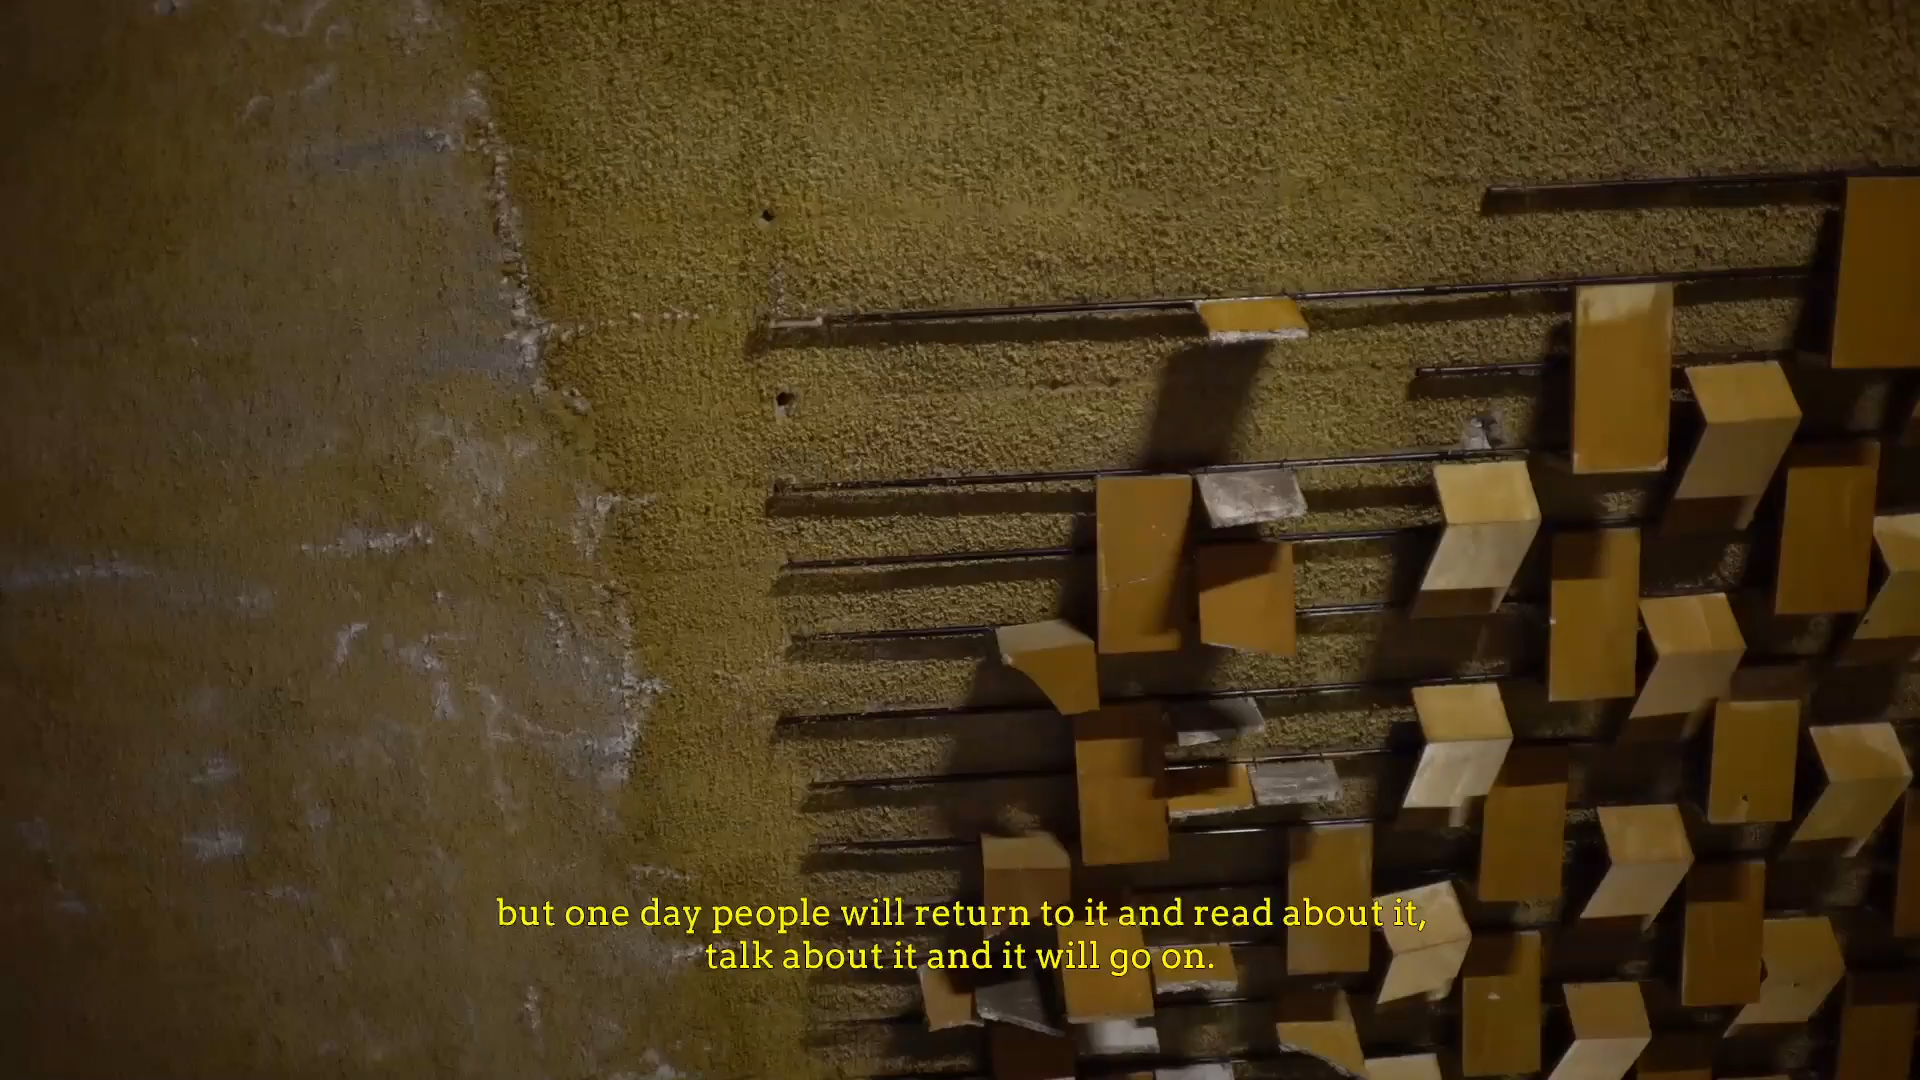 but one day people will return to it and read about it,
talk about it and it will go on.